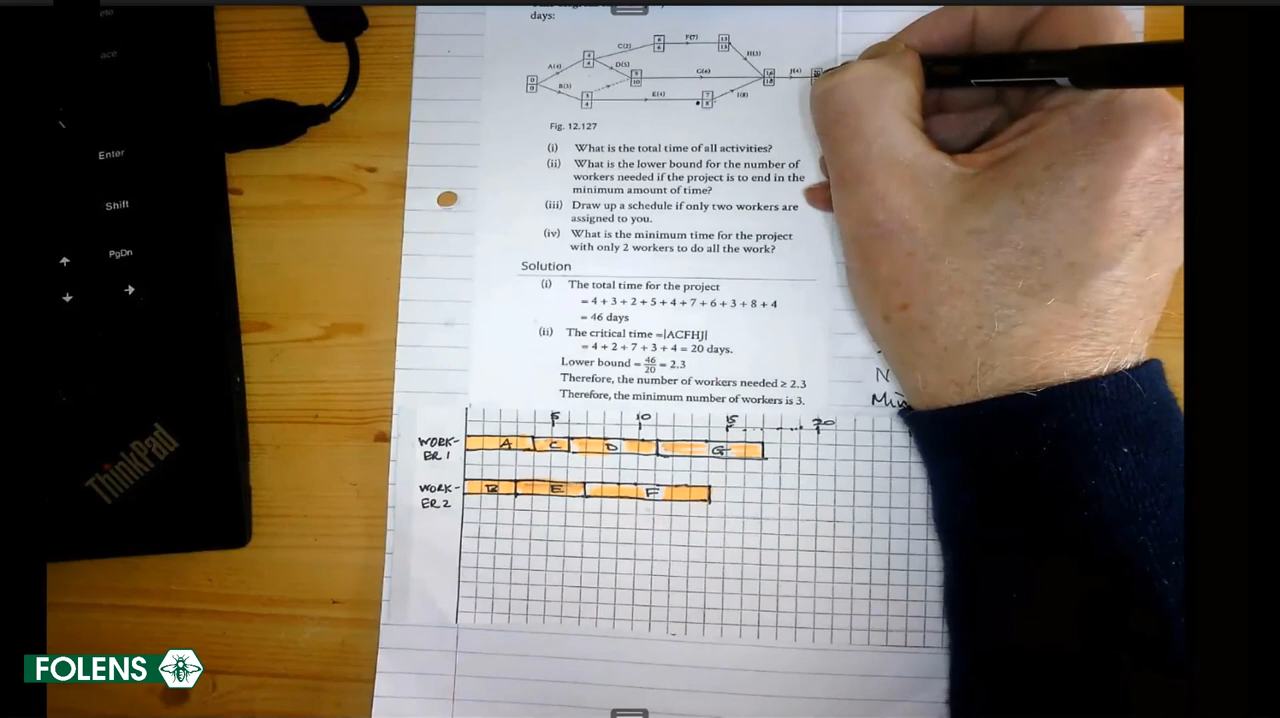 days:
C(2)
F(7)
A(4)
D(5)
H(3)
G(6)
J(4)
B(3)
E(4)
I(8)
Fig. 12.127
(i) What is the total time of all activities?
(ii) What is the lower bound for the number of
workers needed if the project is to end in the
minimum amount of time?
(iii) Draw up a schedule if only two workers are
assigned to you.
(iv) What is the minimum time for the project
with only 2 workers to do all the work?
Solution
(i) The total time for the project
= 4 + 3 + 2 + 5 + 4 + 7 + 6 + 3 + 8 + 4
= 46 days
(ii) The critical time =|ACFHJ|
= 4 + 2 + 7 + 3 + 4 = 20 days.
Lower bound = 46/20 = 2.3
Therefore, the number of workers needed ≥ 2.3
Therefore, the minimum number of workers is 3.
5 10 15 20
WORK-
ER 1
A C D G
WORK-
ER 2
B E F
Enter
Shift
PgDn
ThinkPad
FOLENS